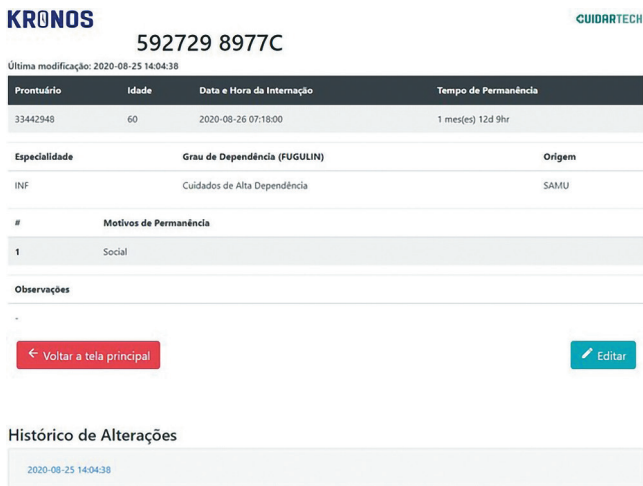 KRONOS
CUIDARTECH
592729 8977C
Última modificação: 2020-08-25 14:04:38
Prontuário Idade Data e Hora da Internação Tempo de Permanência
33442948 60 2020-08-26 07:18:00 1 mes(es) 12d 9hr
Especialidade Grau de Dependência (FUGULIN) Origem
INF Cuidados de Alta Dependência SAMU
# Motivos de Permanência
1 Social
Observações
-
← Voltar a tela principal Editar
Histórico de Alterações
2020-08-25 14:04:38